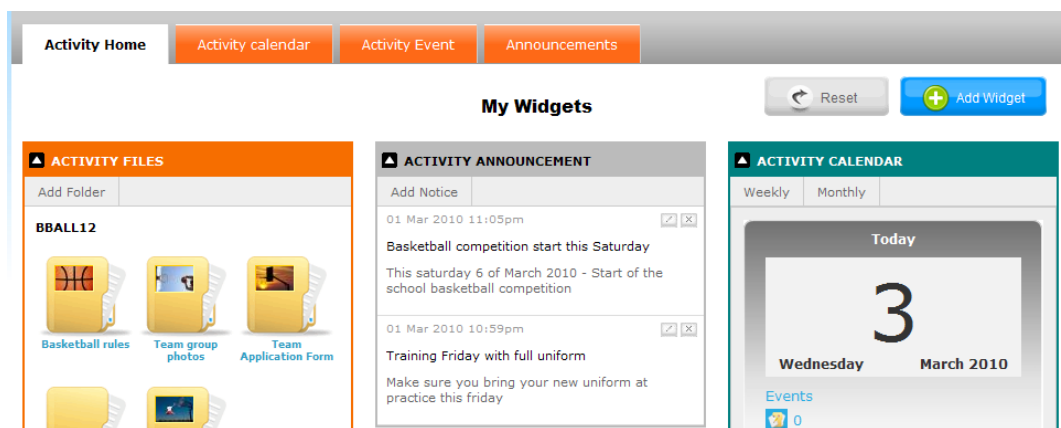 Activity Home
Activity calendar
Activity Event
Announcements
My Widgets
Reset
Add Widget
ACTIVITY FILES
Add Folder
BBALL12
Basketball rules
Team group
photos
Team
Application Form
ACTIVITY ANNOUNCEMENT
Add Notice
01 Mar 2010 11:05pm
Basketball competition start this Saturday
This saturday 6 of March 2010 - Start of the
school basketball competition
01 Mar 2010 10:59pm
Training Friday with full uniform
Make sure you bring your new uniform at
practice this friday
ACTIVITY CALENDAR
Weekly
Monthly
Today
3
Wednesday
March 2010
Events
0